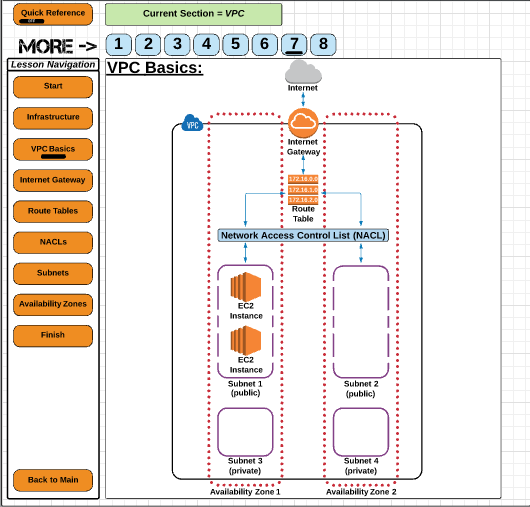 Quick Reference
OFF
Current Section = VPC
MORE ->
1 2 3 4 5 6 7 8
Lesson Navigation
Start
Infrastructure
VPC Basics
Internet Gateway
Route Tables
NACLs
Subnets
Availability Zones
Finish
Back to Main
VPC Basics:
Internet
VPC
Internet
Gateway
172.16.0.0
172.16.1.0
172.16.2.0
Route
Table
Network Access Control List (NACL)
EC2
Instance
EC2
Instance
Subnet 1
(public)
Subnet 2
(public)
Subnet 3
(private)
Subnet 4
(private)
Availability Zone 1
Availability Zone 2